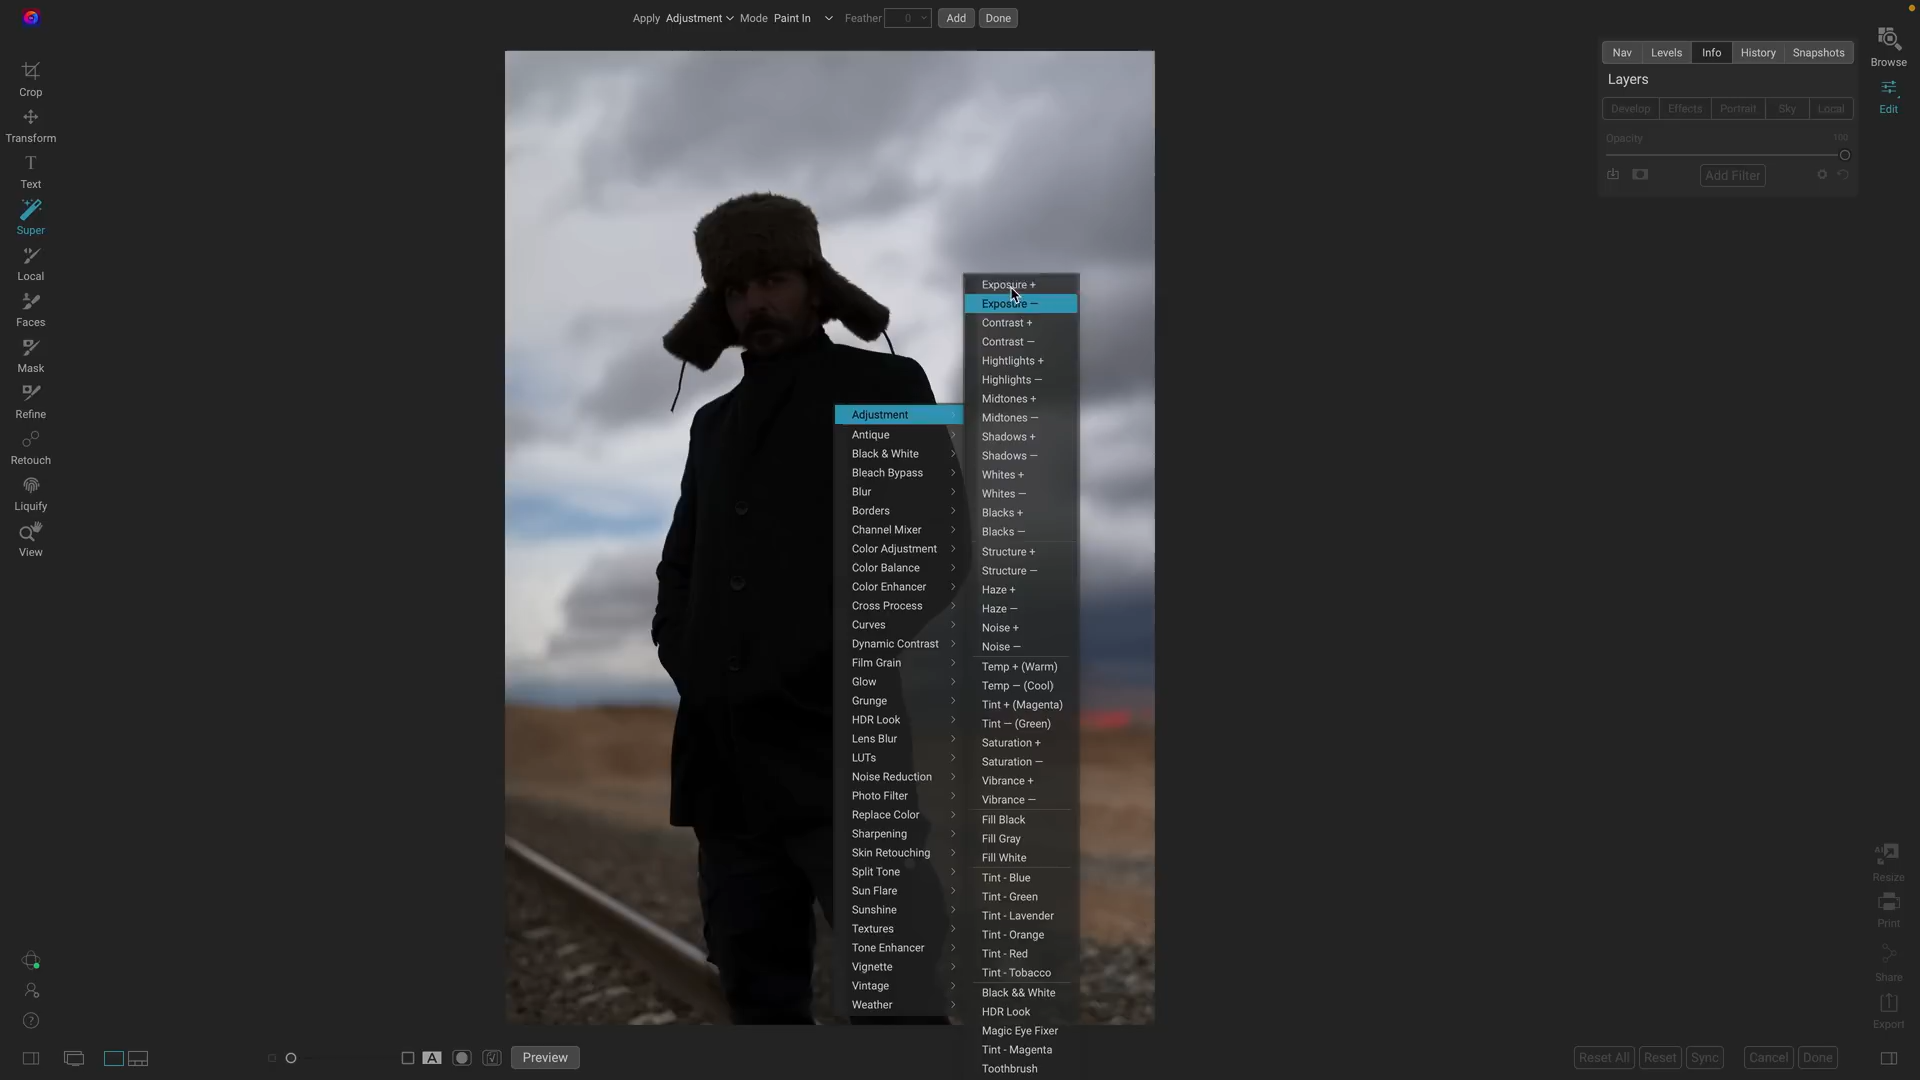 Apply Adjustment Mode Paint In Feather 0 Add Done
Nav Levels Info History Snapshots
Browse
Layers
Edit
Develop Effects Portrait Sky Local
Opacity 100
Add Filter
Crop
Transform
Text
Super
Local
Faces
Mask
Refine
Retouch
Liquify
View
Adjustment
Antique
Black & White
Bleach Bypass
Blur
Borders
Channel Mixer
Color Adjustment
Color Balance
Color Enhancer
Cross Process
Curves
Dynamic Contrast
Film Grain
Glow
Grunge
HDR Look
Lens Blur
LUTs
Noise Reduction
Photo Filter
Replace Color
Sharpening
Skin Retouching
Split Tone
Sun Flare
Sunshine
Textures
Tone Enhancer
Vignette
Vintage
Weather
Exposure +
Exposure —
Contrast +
Contrast —
Hightlights +
Highlights —
Midtones +
Midtones —
Shadows +
Shadows —
Whites +
Whites —
Blacks +
Blacks —
Structure +
Structure —
Haze +
Haze —
Noise +
Noise —
Temp + (Warm)
Temp — (Cool)
Tint + (Magenta)
Tint — (Green)
Saturation +
Saturation —
Vibrance +
Vibrance —
Fill Black
Fill Gray
Fill White
Tint - Blue
Tint - Green
Tint - Lavender
Tint - Orange
Tint - Red
Tint - Tobacco
Black && White
HDR Look
Magic Eye Fixer
Tint - Magenta
Toothbrush
AI
Resize
Print
Share
Export
A Preview
Reset All Reset Sync Cancel Done